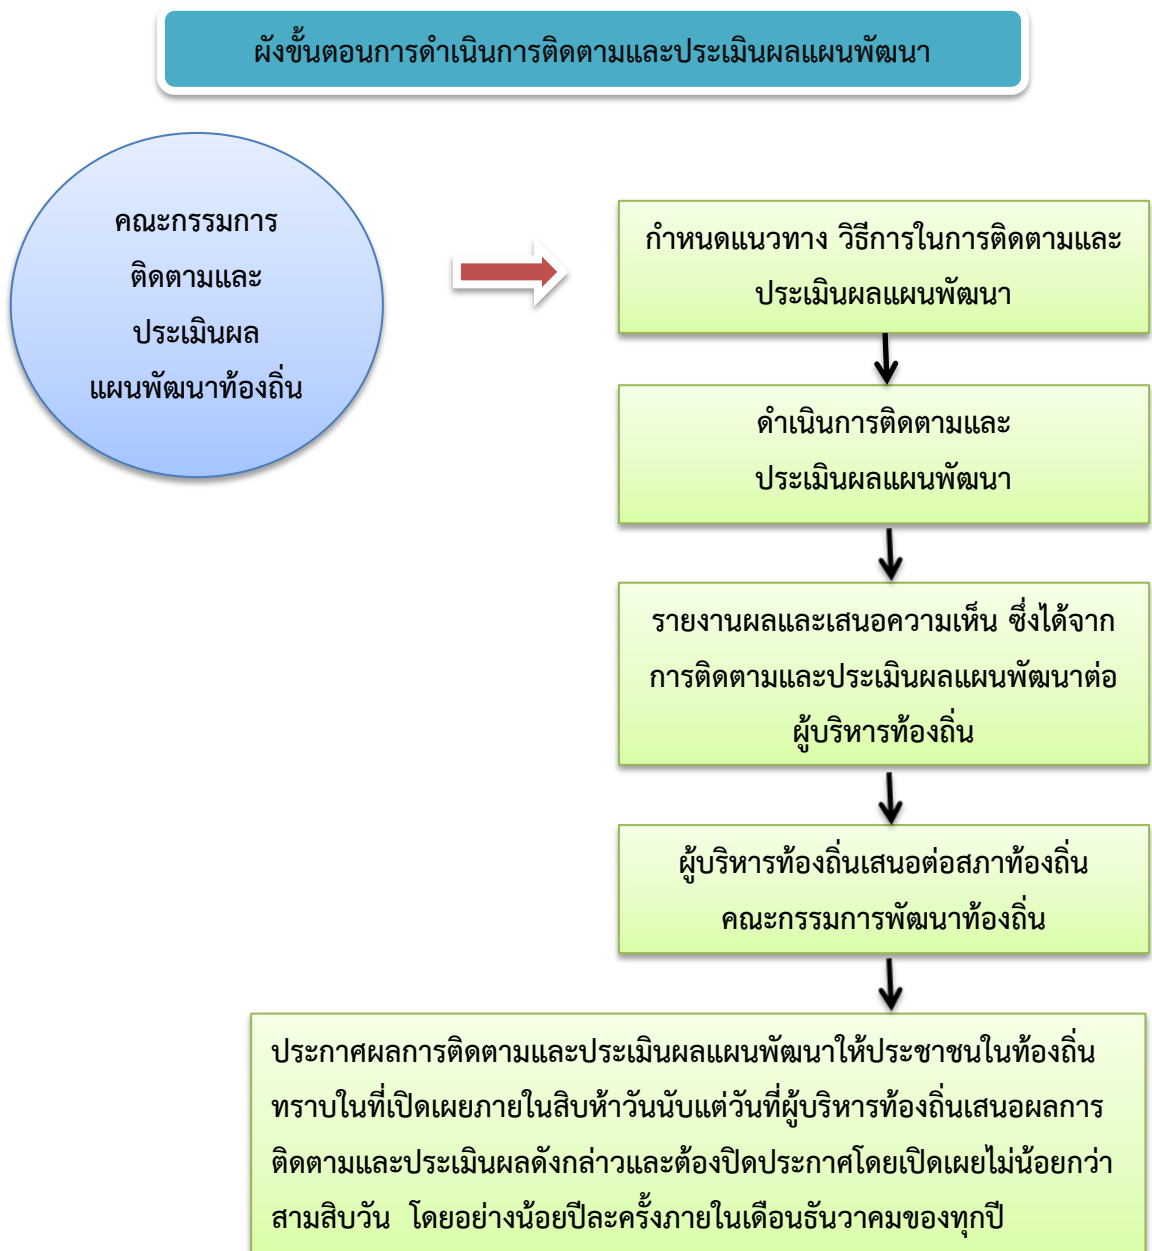 ผังขั้นตอนการดำเนินการติดตามและประเมินผลแผนพัฒนา
คณะกรรมการ
ติดตามและ
ประเมินผล
แผนพัฒนาท้องถิ่น
กำหนดแนวทาง วิธีการในการติดตามและ
ประเมินผลแผนพัฒนา
ดำเนินการติดตามและ
ประเมินผลแผนพัฒนา
รายงานผลและเสนอความเห็น ซึ่งได้จาก
การติดตามและประเมินผลแผนพัฒนาต่อ
ผู้บริหารท้องถิ่น
ผู้บริหารท้องถิ่นเสนอต่อสภาท้องถิ่น
คณะกรรมการพัฒนาท้องถิ่น
ประกาศผลการติดตามและประเมินผลแผนพัฒนาให้ประชาชนในท้องถิ่น
ทราบในที่เปิดเผยภายในสิบห้าวันนับแต่วันที่ผู้บริหารท้องถิ่นเสนอผลการ
ติดตามและประเมินผลดังกล่าวและต้องปิดประกาศโดยเปิดเผยไม่น้อยกว่า
สามสิบวัน โดยอย่างน้อยปีละครั้งภายในเดือนธันวาคมของทุกปี